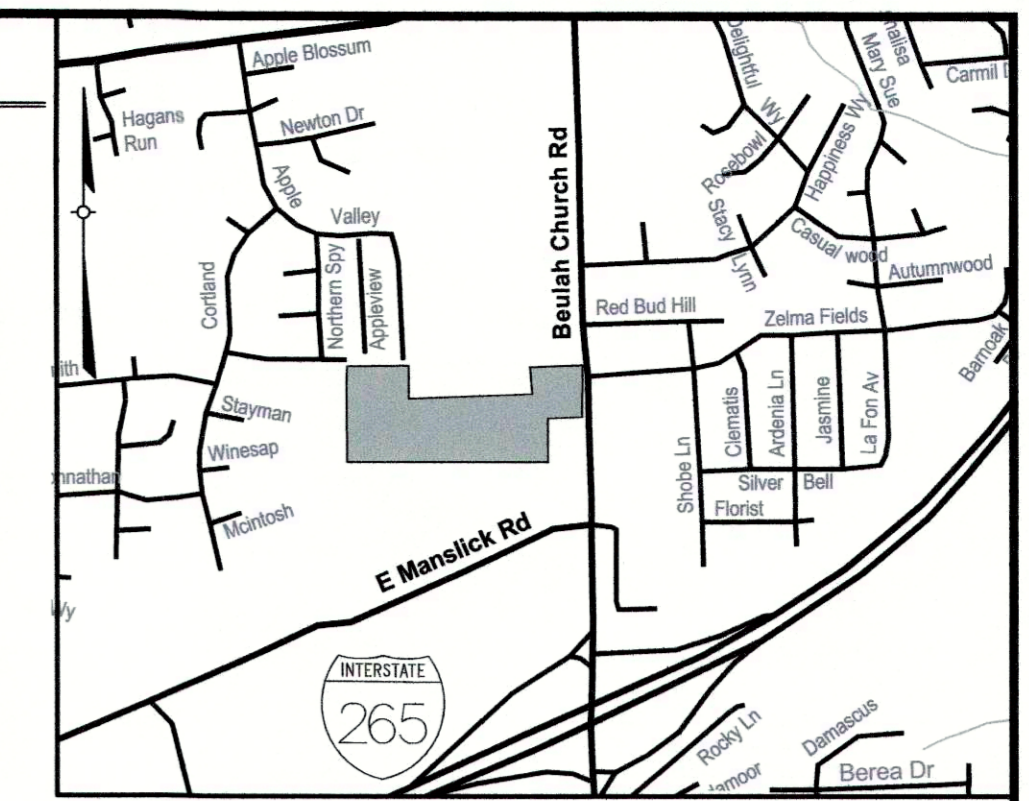 Apple Blossum
Hagans
Run
Newton Dr
Apple
Valley
Cortland
Northern Spy
Appleview
Beulah Church Rd
Delightful
Wy
Rosebowl
Happiness Wy
Mary Sue
Carmil
Stacy
Lynn
Casual wood
Autumnwood
Red Bud Hill
Zelma Fields
Barnoak
Stayman
Winesap
Mcintosh
Clematis
Ardenia Ln
Jasmine
La Fon Av
Shobe Ln
Silver Bell
Florist
E Manslick Rd
Wy
INTERSTATE
265
Rocky Ln
Damascus
Berea Dr